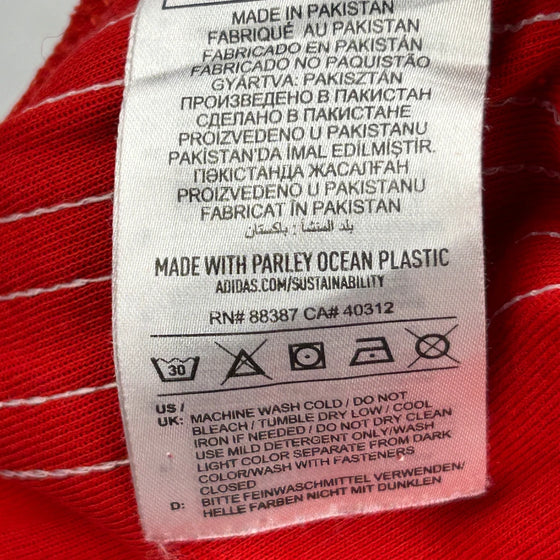 MADE IN PAKISTAN
FABRIQUÉ AU PAKISTAN
FABRICADO EN PAKISTÁN
FABRICADO NO PAQUISTÃO
GYÁRTVA: PAKISZTÁN
ПРОИЗВЕДЕНО В ПАКИСТАН
СДЕЛАНО В ПАКИСТАНЕ
PROIZVEDENO U PAKISTANU
PAKİSTAN'DA İMAL EDİLMİŞTİR.
ПӘКІСТАНДА ЖАСАЛҒАН
PROIZVEDENO U PAKISTANU
FABRICAT ÎN PAKISTAN
بلد المنشأ : باكستان
MADE WITH PARLEY OCEAN PLASTIC
ADIDAS.COM/SUSTAINABILITY
RN# 88387 CA# 40312
30
US / UK: MACHINE WASH COLD / DO NOT
BLEACH / TUMBLE DRY LOW / COOL
IRON IF NEEDED / DO NOT DRY CLEAN
USE MILD DETERGENT ONLY/WASH
LIGHT COLOR SEPARATE FROM DARK
COLOR/WASH WITH FASTENERS
CLOSED
D: BITTE FEINWASCHMITTEL VERWENDEN/
HELLE FARBEN NICHT MIT DUNKLEN